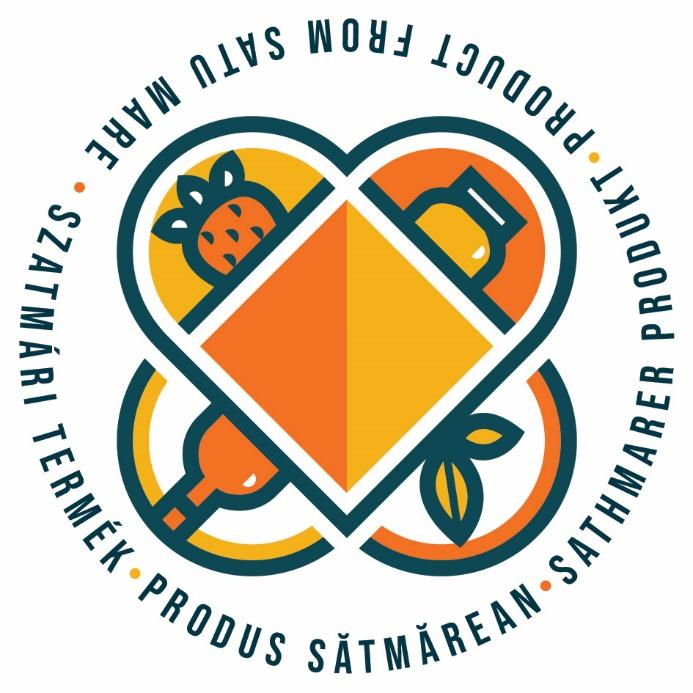 SZATMÁRI TERMÉK
PRODUS SĂTMĂREAN
SATHMARER PRODUKT
PRODUCT FROM SATU MARE